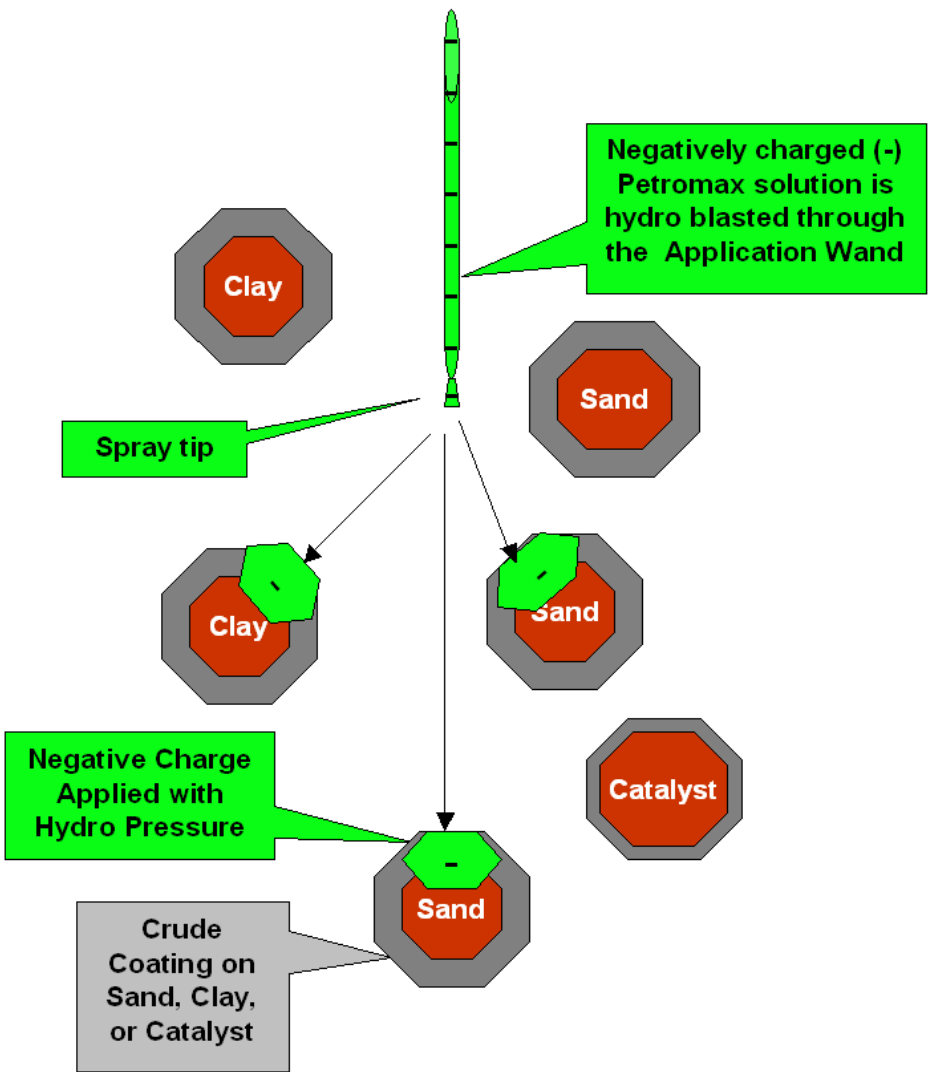 Negatively charged (-)
Petromax solution is
hydro blasted through
the Application Wand
Clay
Sand
Spray tip
Clay
Sand
Negative Charge
Applied with
Hydro Pressure
Catalyst
-
-
-
Sand
Crude
Coating on
Sand, Clay,
or Catalyst